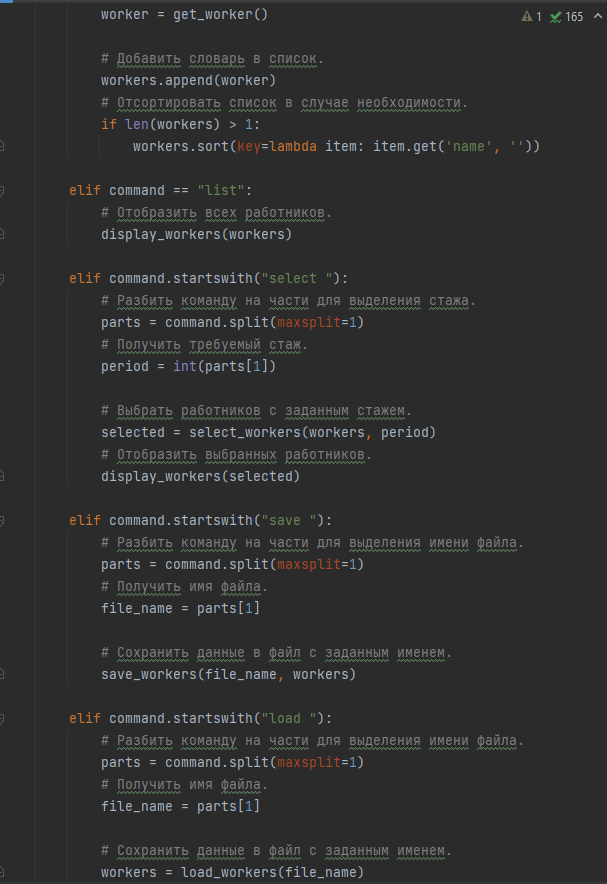 worker = get_worker()
1 165
# Добавить словарь в список.
workers.append(worker)
# Отсортировать список в случае необходимости.
if len(workers) > 1:
workers.sort(key=lambda item: item.get('name', ''))
elif command == "list":
# Отобразить всех работников.
display_workers(workers)
elif command.startswith("select "):
# Разбить команду на части для выделения стажа.
parts = command.split(maxsplit=1)
# Получить требуемый стаж.
period = int(parts[1])
# Выбрать работников с заданным стажем.
selected = select_workers(workers, period)
# Отобразить выбранных работников.
display_workers(selected)
elif command.startswith("save "):
# Разбить команду на части для выделения имени файла.
parts = command.split(maxsplit=1)
# Получить имя файла.
file_name = parts[1]
# Сохранить данные в файл с заданным именем.
save_workers(file_name, workers)
elif command.startswith("load "):
# Разбить команду на части для выделения имени файла.
parts = command.split(maxsplit=1)
# Получить имя файла.
file_name = parts[1]
# Сохранить данные в файл с заданным именем.
workers = load_workers(file_name)